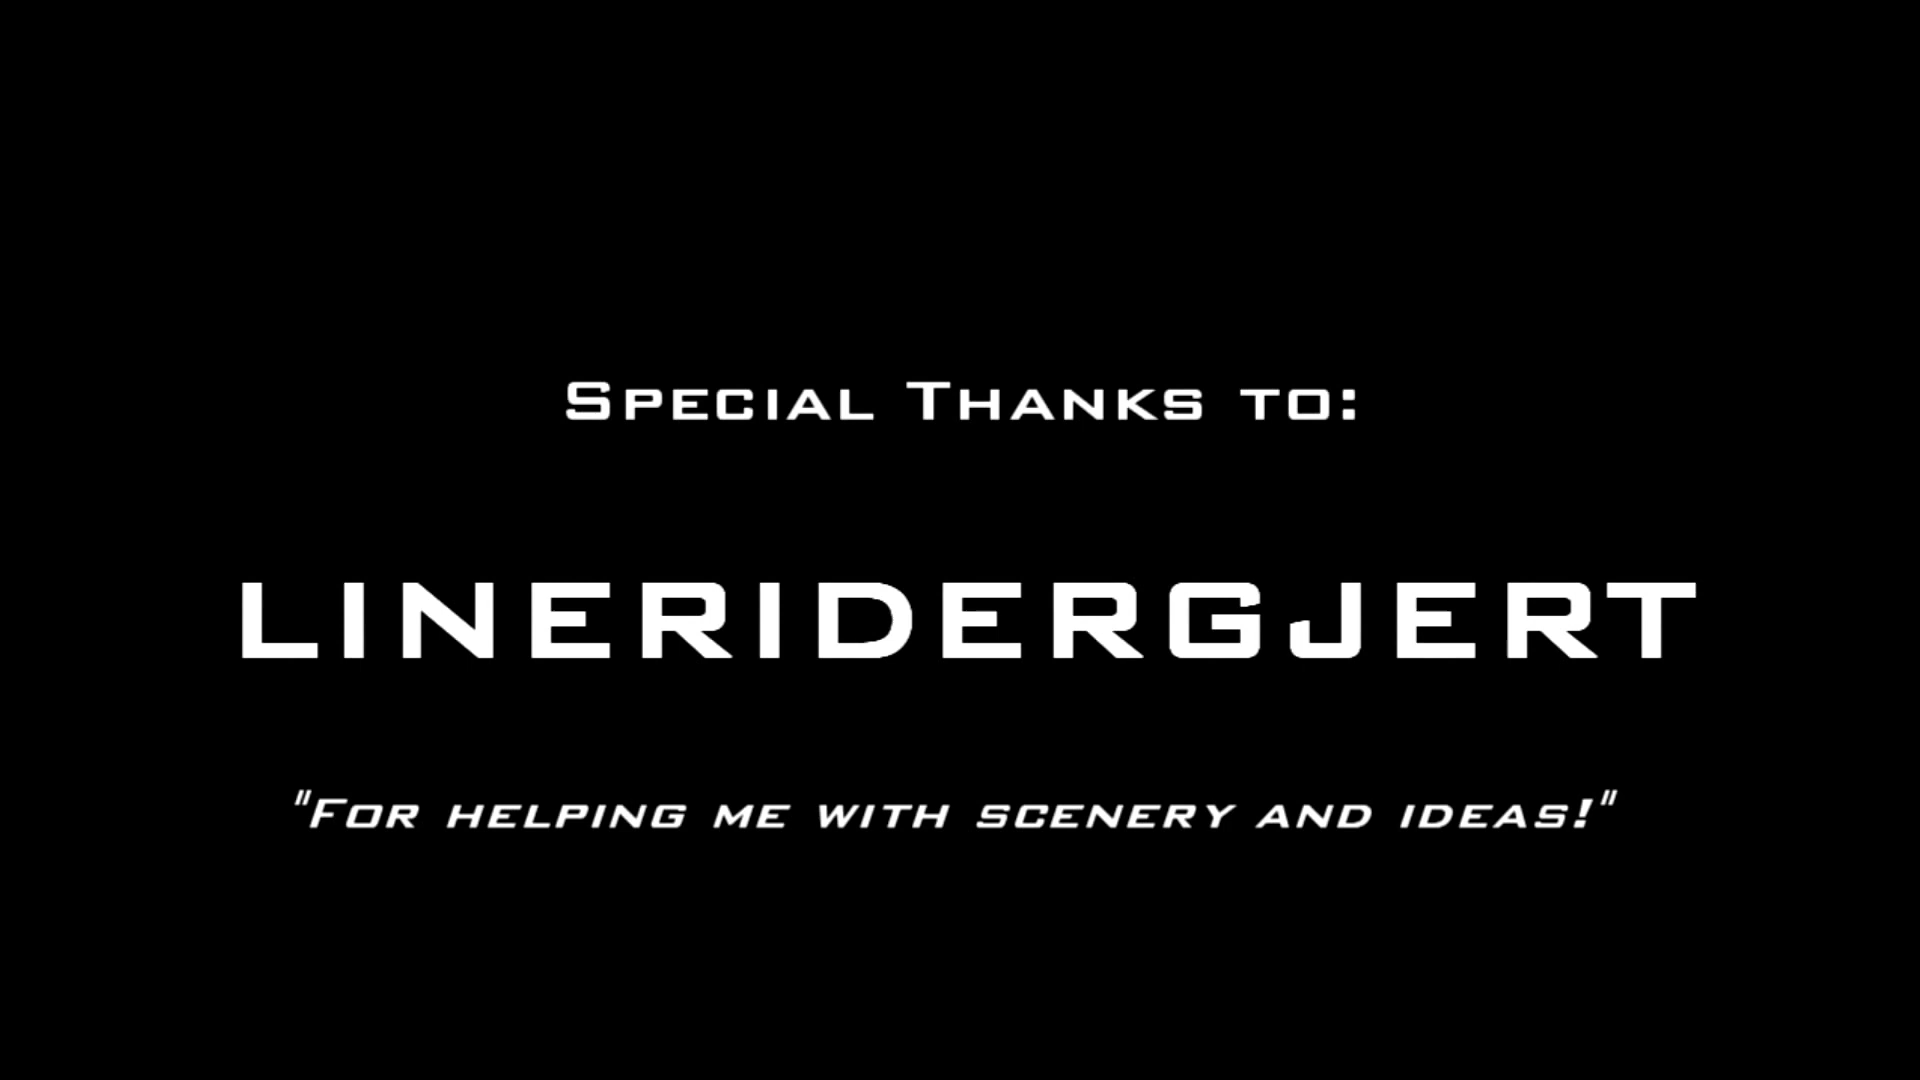 Special Thanks to:
LINERIDERGJERT
"For helping me with scenery and ideas!"